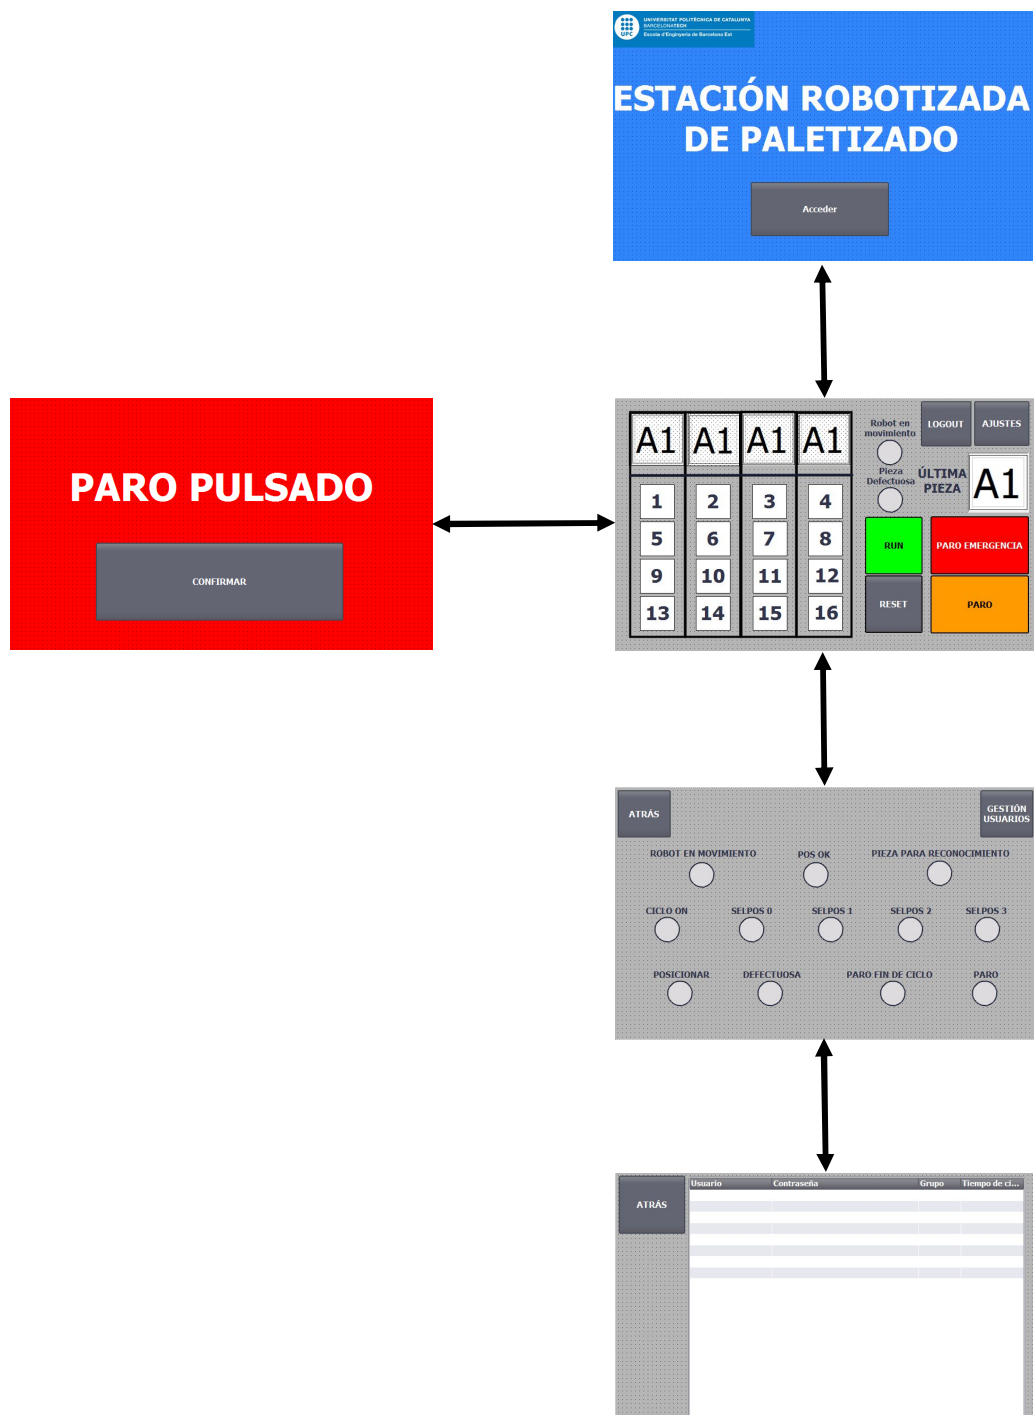 UNIVERSITAT POLITÈCNICA DE CATALUNYA
BARCELONATECH
Escola d'Enginyeria de Barcelona Est
UPC
ESTACIÓN ROBOTIZADA
DE PALETIZADO
Acceder
PARO PULSADO
CONFIRMAR
A1 A1 A1 A1
1 2 3 4
5 6 7 8
9 10 11 12
13 14 15 16
Robot en
movimiento
LOGOUT
AJUSTES
Pieza
Defectuosa
ÚLTIMA
PIEZA
A1
RUN
PARO EMERGENCIA
RESET
PARO
ATRÁS
GESTIÓN
USUARIOS
ROBOT EN MOVIMIENTO POS OK PIEZA PARA RECONOCIMIENTO
CICLO ON SELPOS 0 SELPOS 1 SELPOS 2 SELPOS 3
POSICIONAR DEFECTUOSA PARO FIN DE CICLO PARO
ATRÁS
Usuario Contraseña Grupo Tiempo de ci...